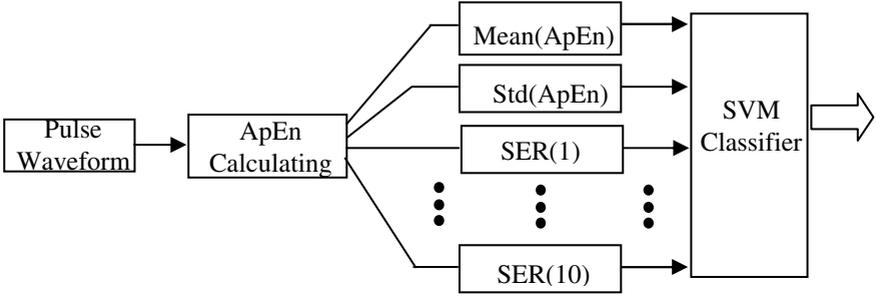 Pulse
Waveform
ApEn
Calculating
Mean(ApEn)
Std(ApEn)
SER(1)
SER(10)
SVM
Classifier